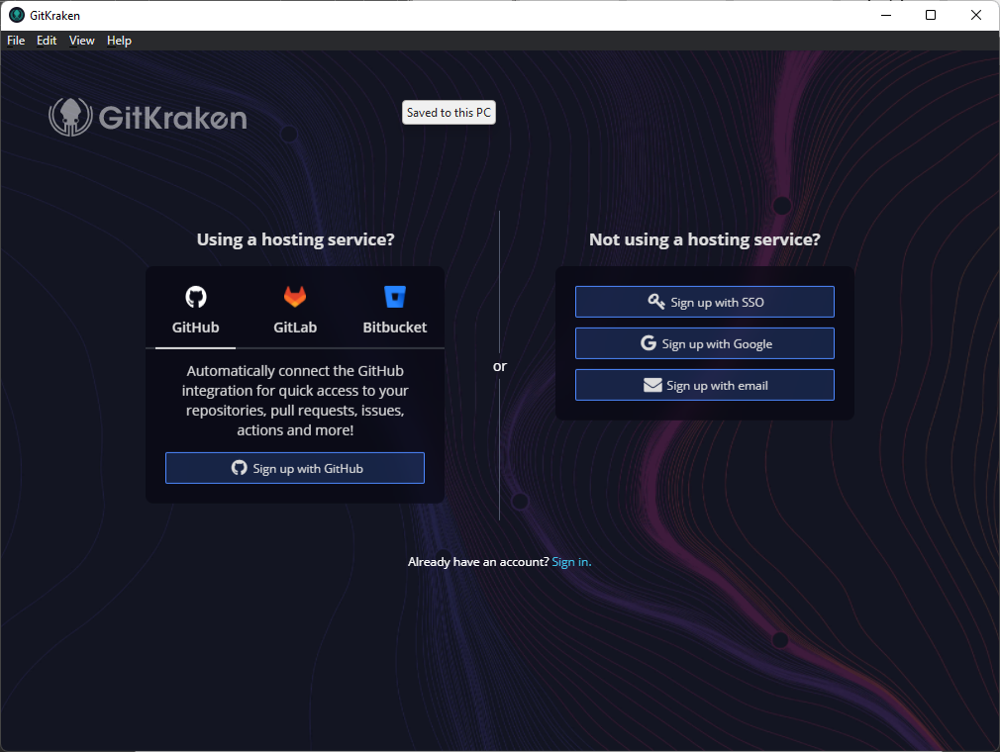 GitKraken
File Edit View Help
GitKraken
Saved to this PC
Using a hosting service?
GitHub GitLab Bitbucket
Automatically connect the GitHub
integration for quick access to your
repositories, pull requests, issues,
actions and more!
Sign up with GitHub
or
Not using a hosting service?
Sign up with SSO
Sign up with Google
Sign up with email
Already have an account? Sign in.